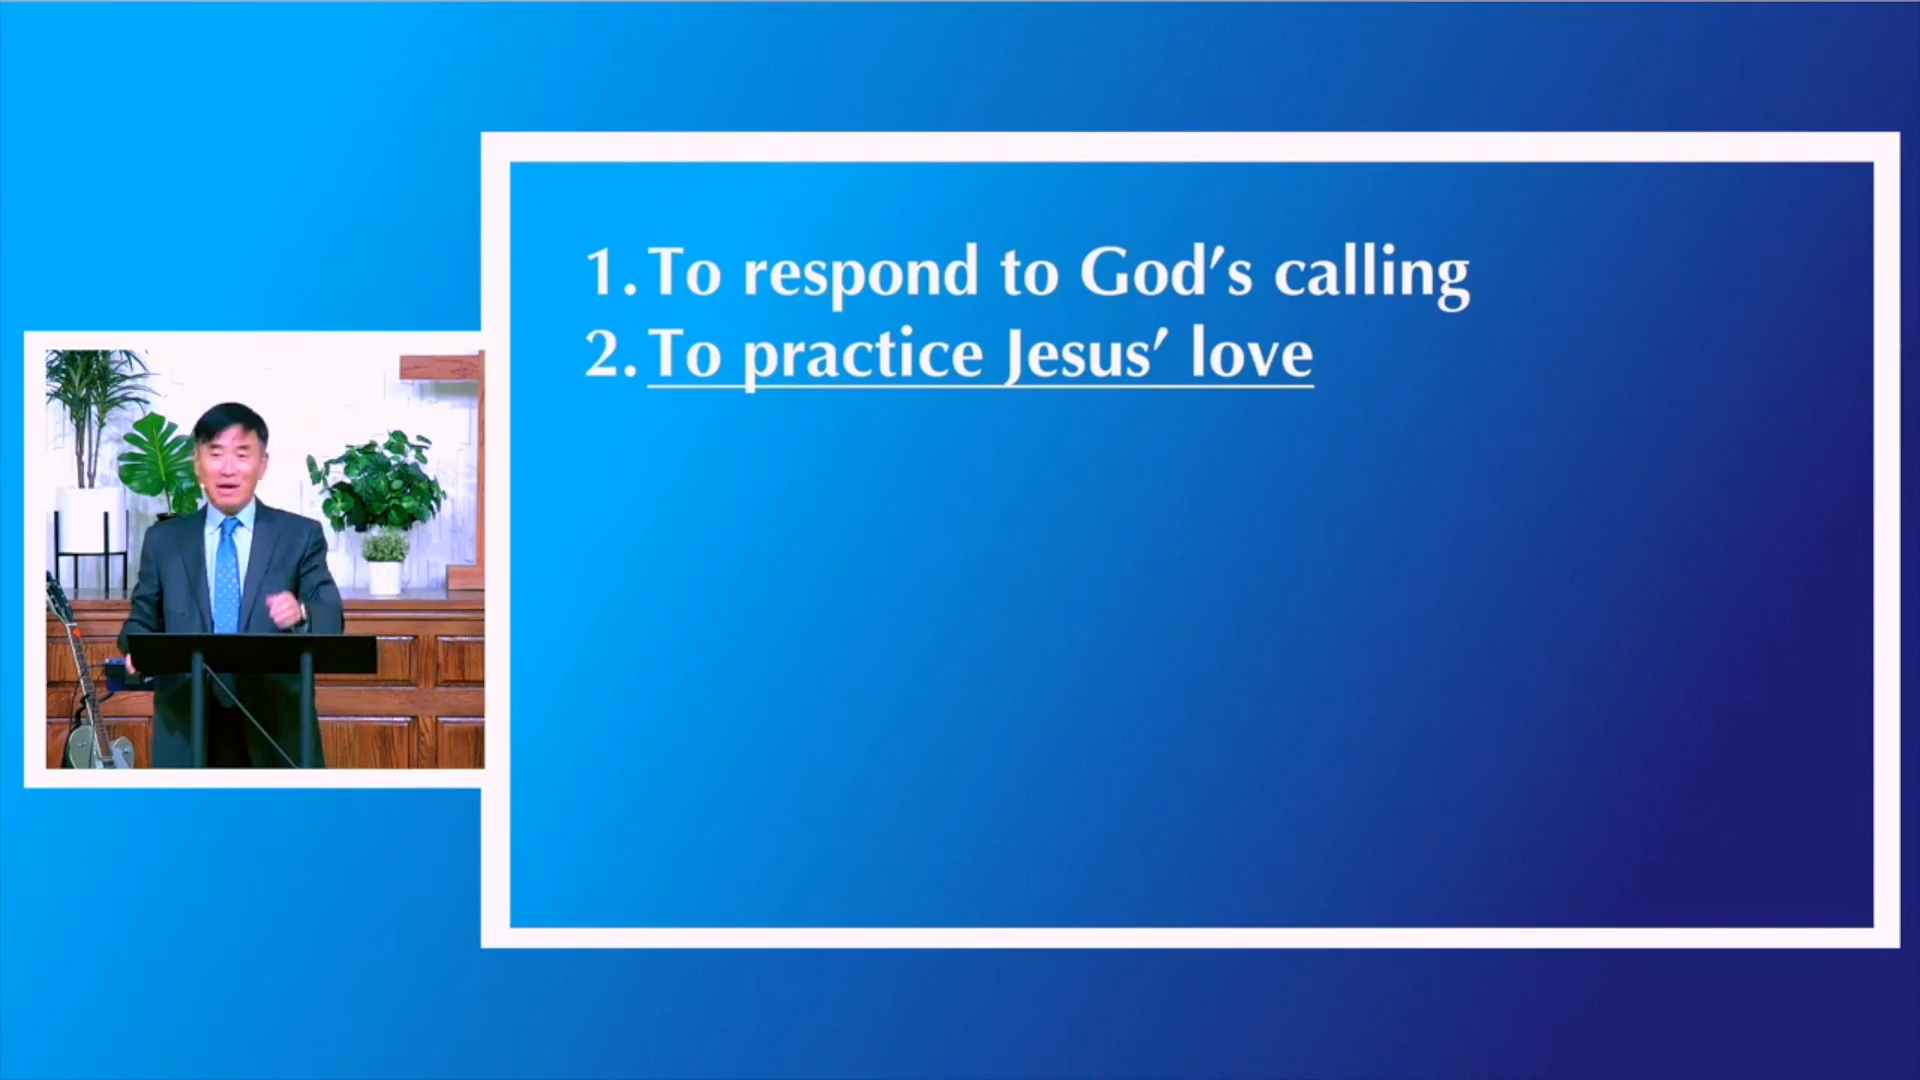 1. To respond to God’s calling
2. To practice Jesus’ love